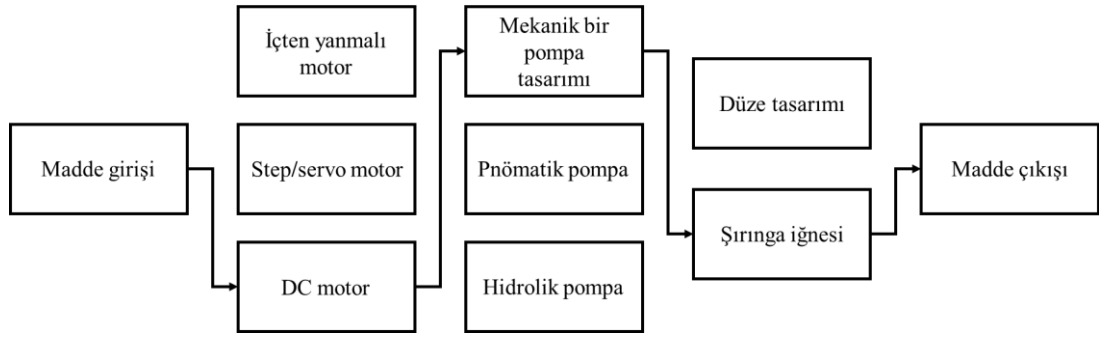 Madde girişi
İçten yanmalı
motor
Step/servo motor
DC motor
Mekanik bir
pompa
tasarımı
Pnömatik pompa
Hidrolik pompa
Düze tasarımı
Şırınga iğnesi
Madde çıkışı